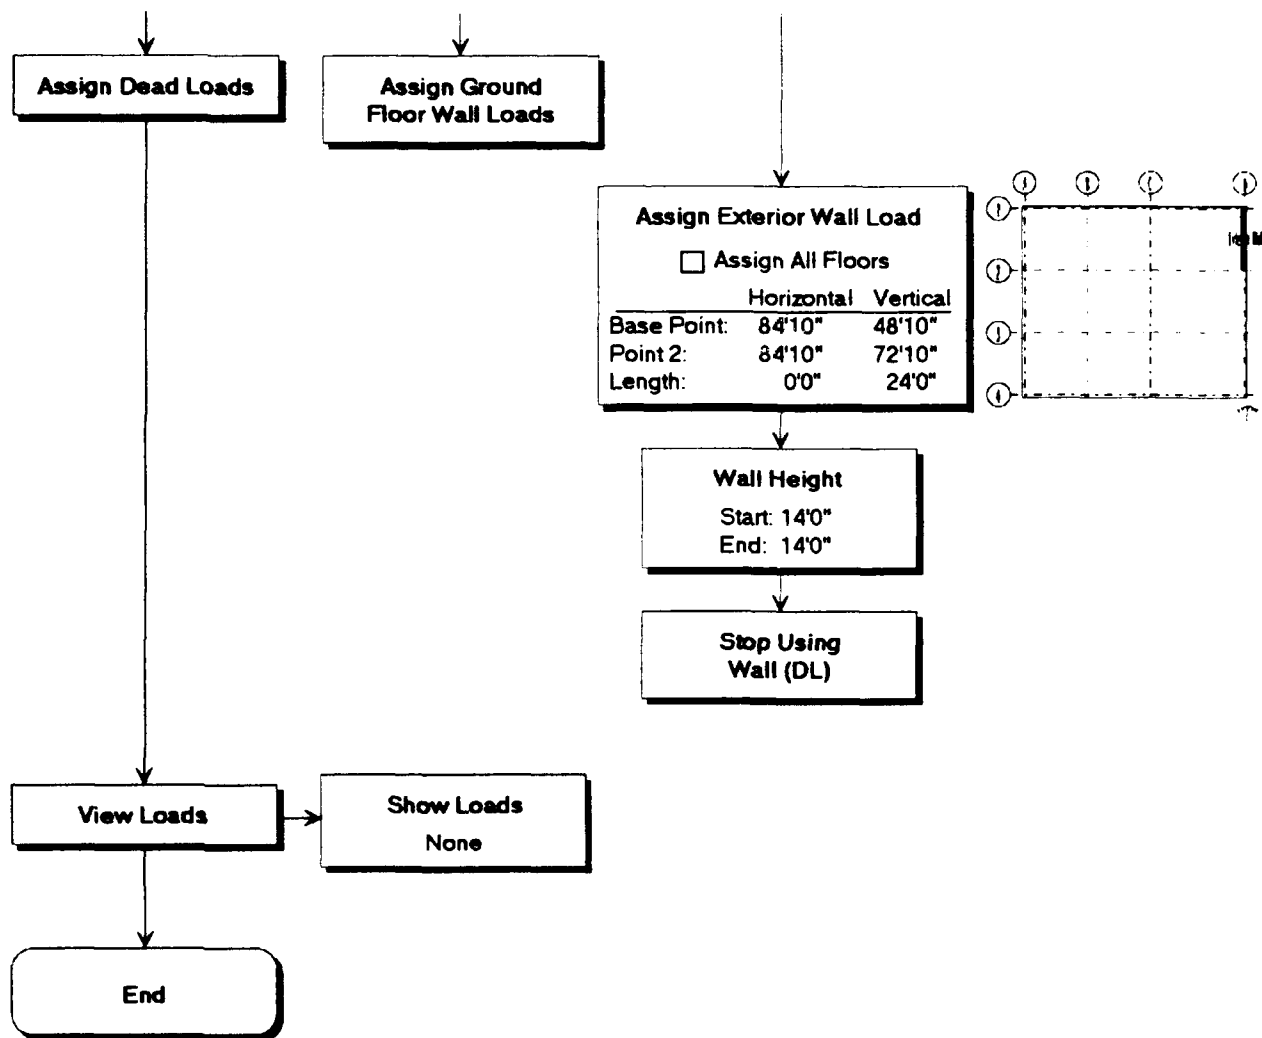 Assign Dead Loads
Assign Ground
Floor Wall Loads
Assign Exterior Wall Load
Assign All Floors
Horizontal Vertical
Base Point: 84'10" 48'10"
Point 2: 84'10" 72'10"
Length: 0'0" 24'0"
Wall Height
Start: 14'0"
End: 14'0"
Stop Using
Wall (DL)
View Loads
Show Loads
None
End